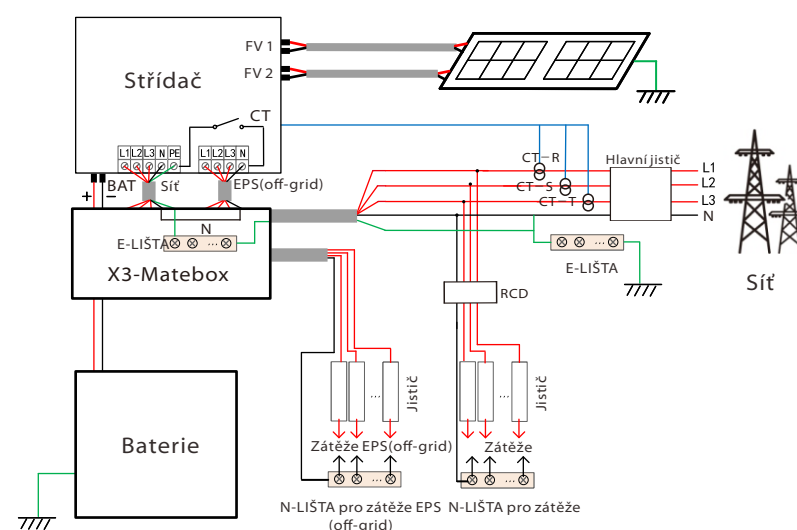 FV 1
FV 2
Střídač
CT
L1 L2 L3 N PE
L1 L2 L3 N
BAT
Síť
EPS(off-grid)
+
−
CT−R
CT−S
CT−T
Hlavní jistič
L1
L2
L3
N
N
E-LIŠTA
...
X3-Matebox
...
E-LIŠTA
Síť
RCD
...
Jistič
...
Jistič
Baterie
Zátěže EPS(off-grid)
Zátěže
...
...
N-LIŠTA pro zátěže EPS
(off-grid)
N-LIŠTA pro zátěže